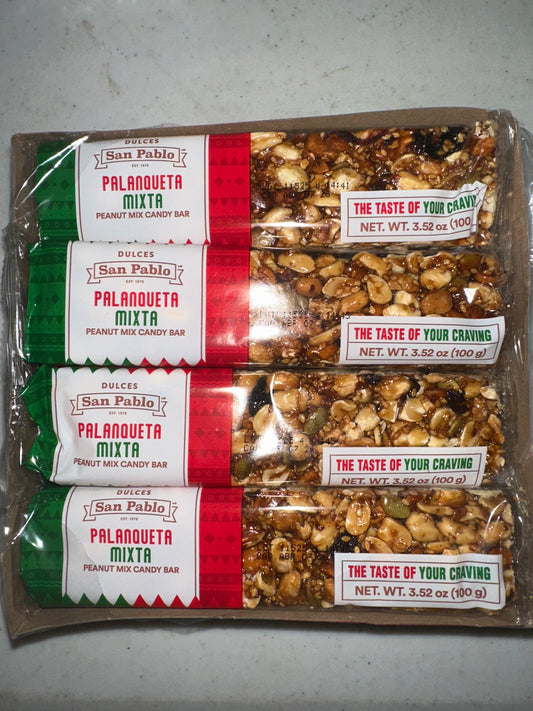 DULCES
San Pablo
EST. 1978
PALANQUETA
MIXTA
PEANUT MIX CANDY BAR
THE TASTE OF YOUR CRAVING
NET. WT. 3.52 oz (100
DULCES
San Pablo
EST. 1978
PALANQUETA
MIXTA
PEANUT MIX CANDY BAR
THE TASTE OF YOUR CRAVING
NET. WT. 3.52 oz (100 g)
DULCES
San Pablo
EST. 1978
PALANQUETA
MIXTA
PEANUT MIX CANDY BAR
THE TASTE OF YOUR CRAVING
NET. WT. 3.52 oz (100 g)
DULCES
San Pablo
EST. 1978
PALANQUETA
MIXTA
PEANUT MIX CANDY BAR
THE TASTE OF YOUR CRAVING
NET. WT. 3.52 oz (100 g)